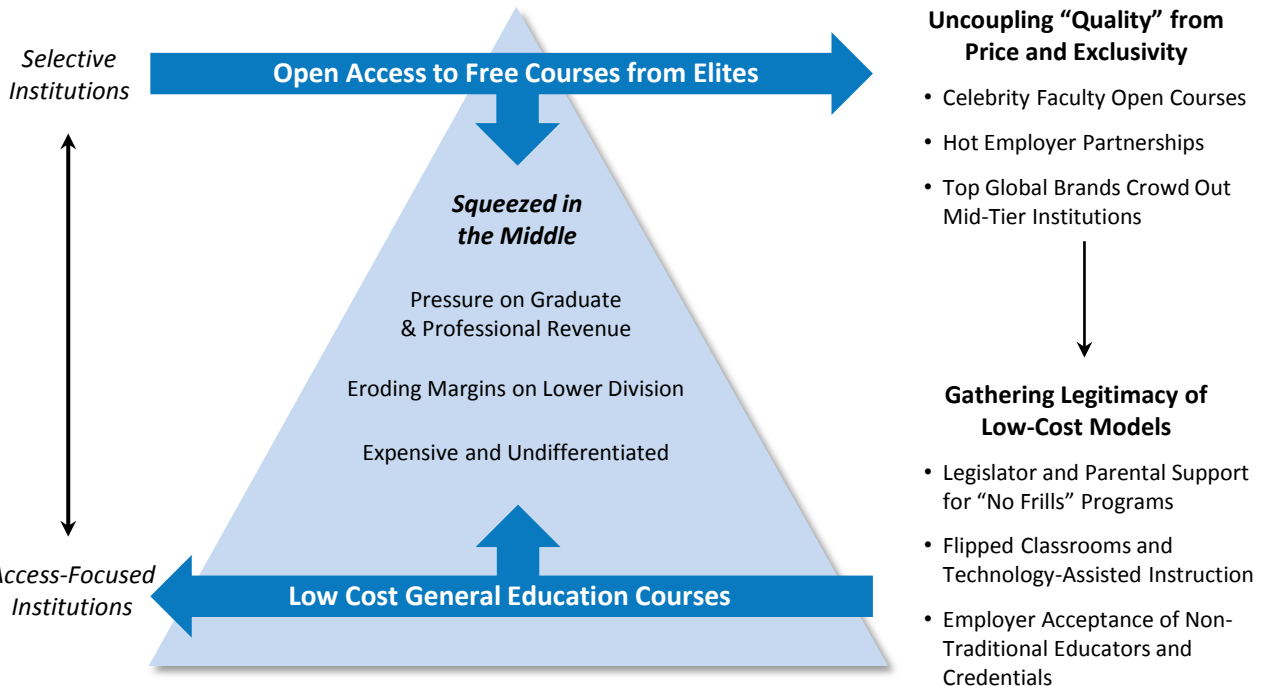 Selective
Institutions
Open Access to Free Courses from Elites
Squeezed in
the Middle
Pressure on Graduate
& Professional Revenue
Eroding Margins on Lower Division
Expensive and Undifferentiated
Access-Focused
Institutions
Low Cost General Education Courses
Uncoupling “Quality” from
Price and Exclusivity
• Celebrity Faculty Open Courses
• Hot Employer Partnerships
• Top Global Brands Crowd Out
Mid-Tier Institutions
Gathering Legitimacy of
Low-Cost Models
• Legislator and Parental Support
for “No Frills” Programs
• Flipped Classrooms and
Technology-Assisted Instruction
• Employer Acceptance of Non-
Traditional Educators and
Credentials